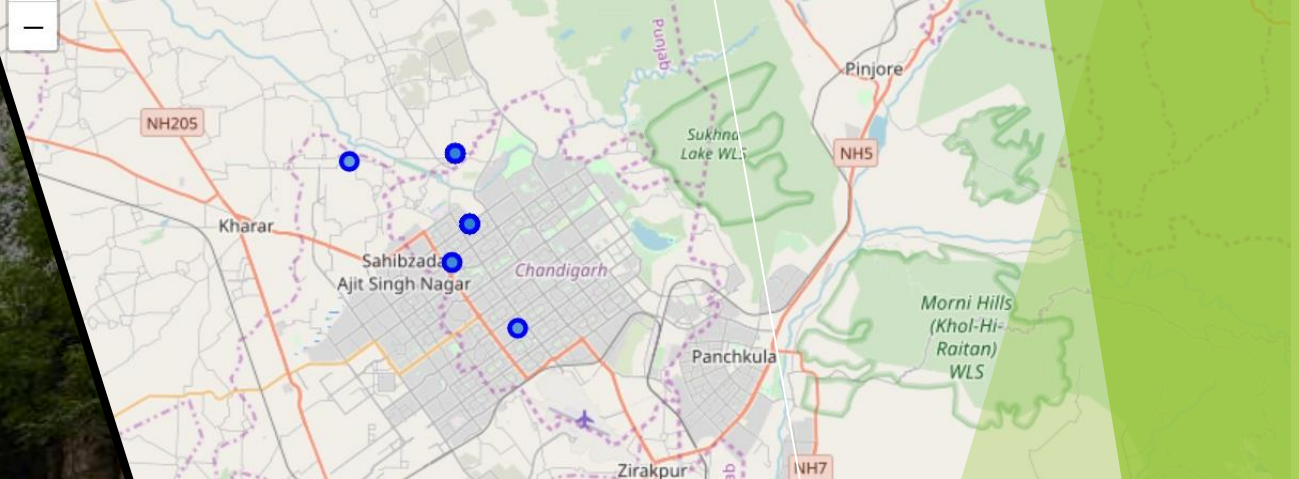 Punjab
Pinjore
NH205
Sukhna
Lake WLS
NH5
Kharar
Sahibzada
Ajit Singh Nagar
Chandigarh
Morni Hills
(Khol-Hi-
Raitan)
WLS
Panchkula
Zirakpur
NH7